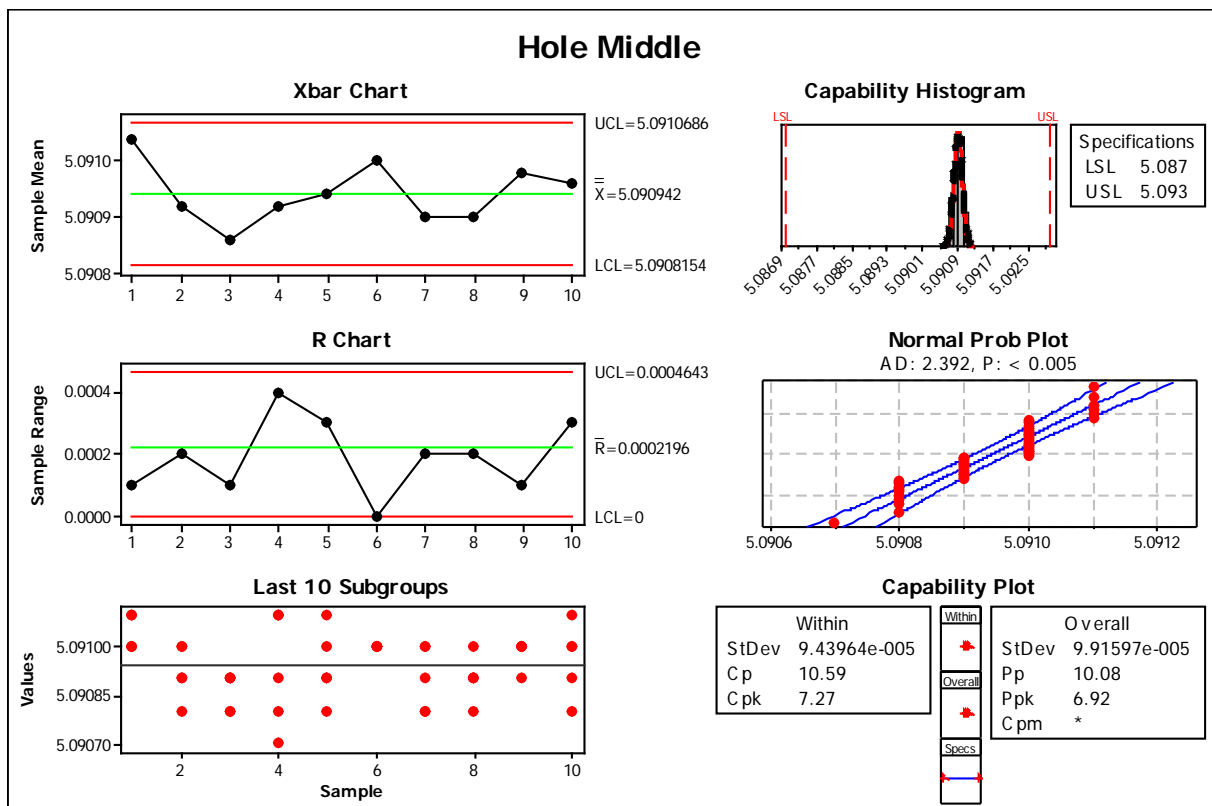 Hole Middle
Xbar Chart
Sample Mean
5.0910
5.0909
5.0908
1 2 3 4 5 6 7 8 9 10
UCL=5.0910686
X=5.090942
LCL=5.0908154
Capability Histogram
LSL USL
5.0869 5.0877 5.0885 5.0893 5.0901 5.0909 5.0917 5.0925
Specifications
LSL 5.087
USL 5.093
R Chart
Sample Range
0.0004
0.0002
0.0000
1 2 3 4 5 6 7 8 9 10
UCL=0.0004643
R=0.0002196
LCL=0
Normal Prob Plot
AD: 2.392, P: < 0.005
5.0906 5.0908 5.0910 5.0912
Last 10 Subgroups
Values
5.09100
5.09085
5.09070
2 4 6 8 10
Sample
Capability Plot
Within
StDev 9.43964e-005
Cp 10.59
Cpk 7.27
Within
Overall
Specs
Overall
StDev 9.91597e-005
Pp 10.08
Ppk 6.92
Cpm *